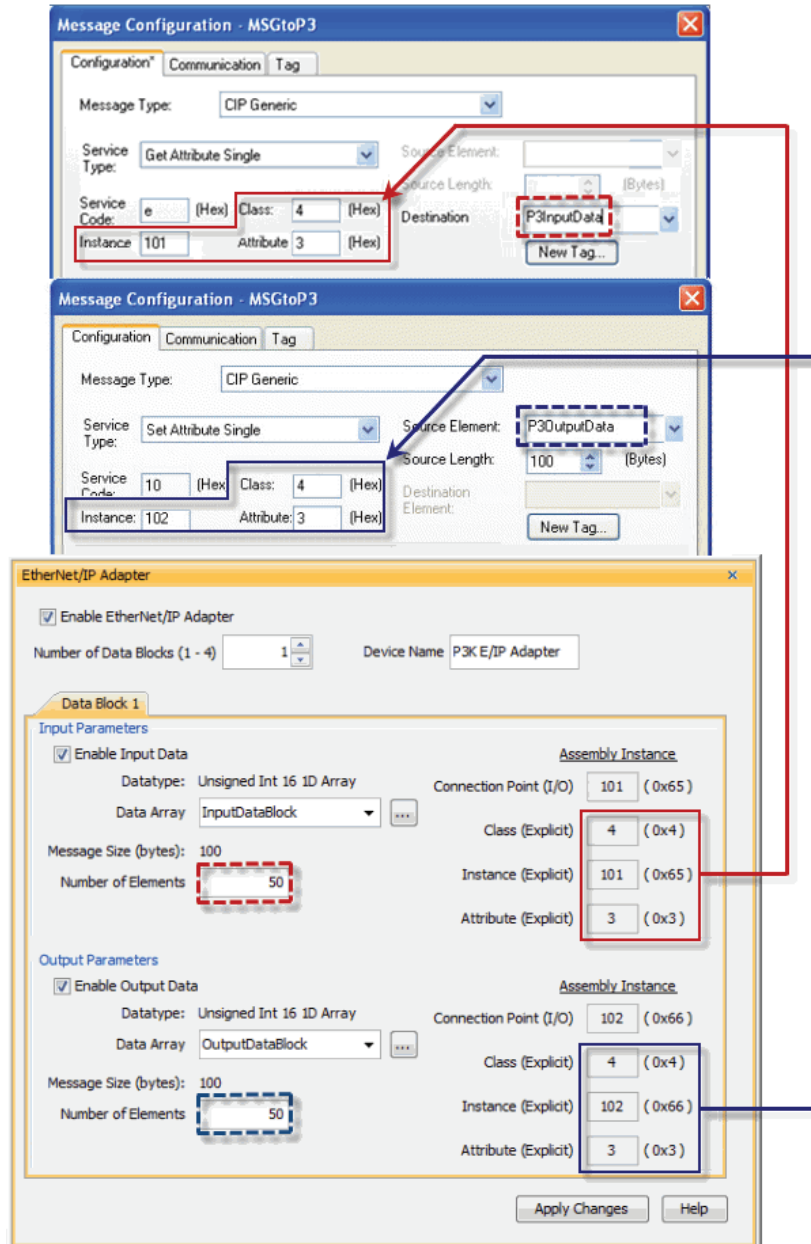 Message Configuration - MSGtoP3
Configuration* Communication Tag
Message Type: CIP Generic
Service Type: Get Attribute Single Source Element:
Source Length: (Bytes)
Service Code: e (Hex) Class: 4 (Hex) Destination P3InputData
Instance 101 Attribute 3 (Hex) New Tag...
Message Configuration - MSGtoP3
Configuration Communication Tag
Message Type: CIP Generic
Service Type: Set Attribute Single Source Element: P3OutputData
Source Length: 100 (Bytes)
Service Code: 10 (Hex Class: 4 (Hex) Destination Element:
Instance: 102 Attribute: 3 (Hex) New Tag...
EtherNet/IP Adapter
Enable EtherNet/IP Adapter
Number of Data Blocks (1 - 4) 1 Device Name P3K E/IP Adapter
Data Block 1
Input Parameters
Enable Input Data Assembly Instance
Datatype: Unsigned Int 16 1D Array Connection Point (I/O) 101 ( 0x65 )
Data Array InputDataBlock ... Class (Explicit) 4 ( 0x4 )
Message Size (bytes): 100 Instance (Explicit) 101 ( 0x65 )
Number of Elements 50 Attribute (Explicit) 3 ( 0x3 )
Output Parameters
Enable Output Data Assembly Instance
Datatype: Unsigned Int 16 1D Array Connection Point (I/O) 102 ( 0x66 )
Data Array OutputDataBlock ... Class (Explicit) 4 ( 0x4 )
Message Size (bytes): 100 Instance (Explicit) 102 ( 0x66 )
Number of Elements 50 Attribute (Explicit) 3 ( 0x3 )
Apply Changes Help